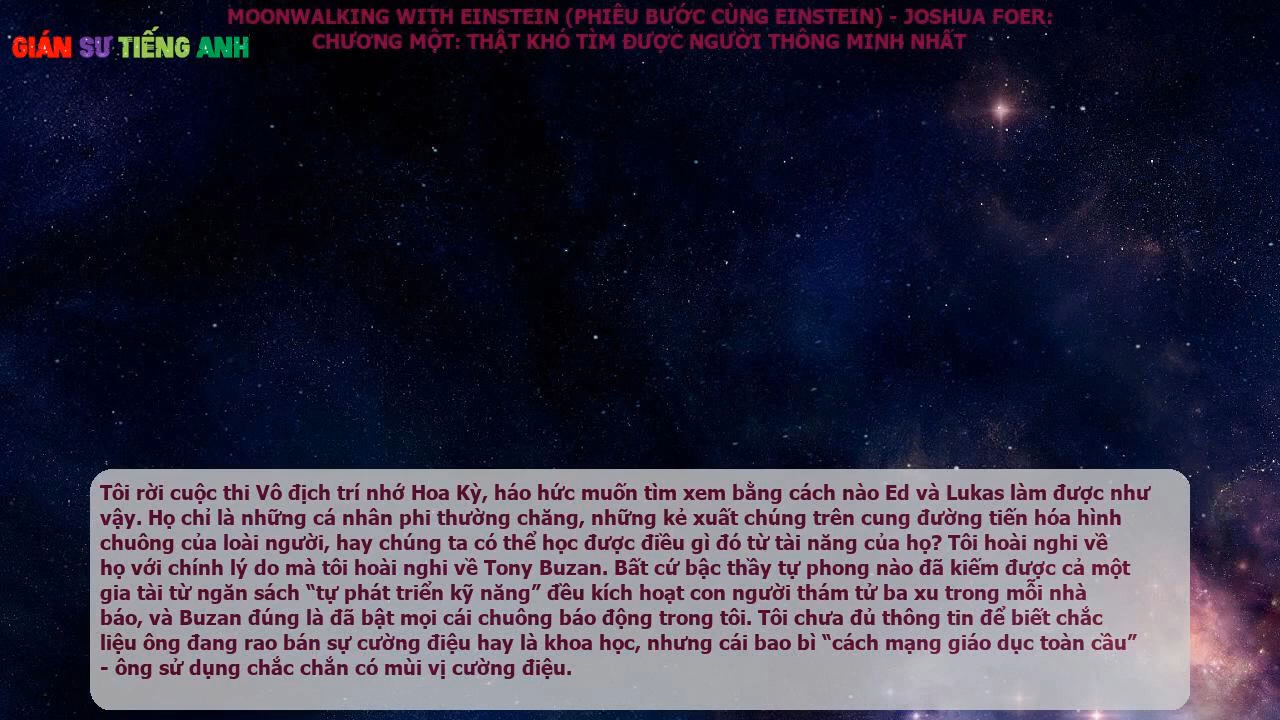 MOONWALKING WITH EINSTEIN (PHIÊU BƯỚC CÙNG EINSTEIN) - JOSHUA FOER:
CHƯƠNG MỘT: THẬT KHÓ TÌM ĐƯỢC NGƯỜI THÔNG MINH NHẤT
GIÁN SƯ TIẾNG ANH
Tôi rời cuộc thi Vô địch trí nhớ Hoa Kỳ, háo hức muốn tìm xem bằng cách nào Ed và Lukas làm được như
vậy. Họ chỉ là những cá nhân phi thường chăng, những kẻ xuất chúng trên cung đường tiến hóa hình
chuông của loài người, hay chúng ta có thể học được điều gì đó từ tài năng của họ? Tôi hoài nghi về
họ với chính lý do mà tôi hoài nghi về Tony Buzan. Bất cứ bậc thầy tự phong nào đã kiếm được cả một
gia tài từ ngăn sách “tự phát triển kỹ năng” đều kích hoạt con người thám tử ba xu trong mỗi nhà
báo, và Buzan đúng là đã bật mọi cái chuông báo động trong tôi. Tôi chưa đủ thông tin để biết chắc
liệu ông đang rao bán sự cường điệu hay là khoa học, nhưng cái bao bì “cách mạng giáo dục toàn cầu”
- ông sử dụng chắc chắn có mùi vị cường điệu.